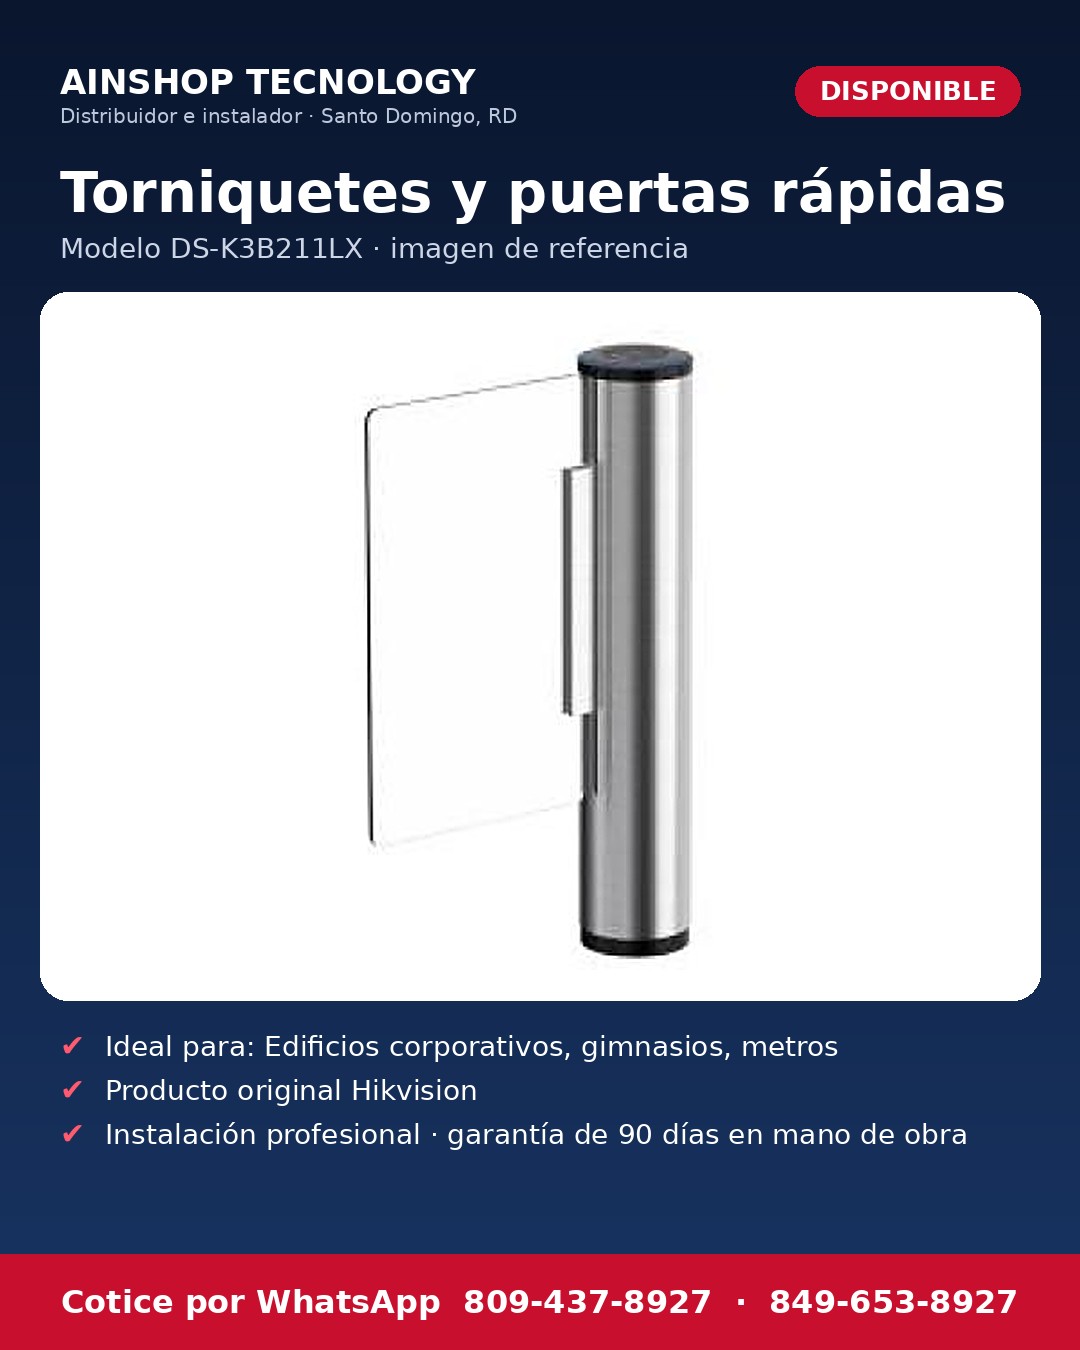 AINSHOP TECNOLOGY
DISPONIBLE
Distribuidor e instalador · Santo Domingo, RD
Torniquetes y puertas rápidas
Modelo DS-K3B211LX · imagen de referencia
✔ Ideal para: Edificios corporativos, gimnasios, metros
✔ Producto original Hikvision
✔ Instalación profesional · garantía de 90 días en mano de obra
Cotice por WhatsApp 809-437-8927 · 849-653-8927